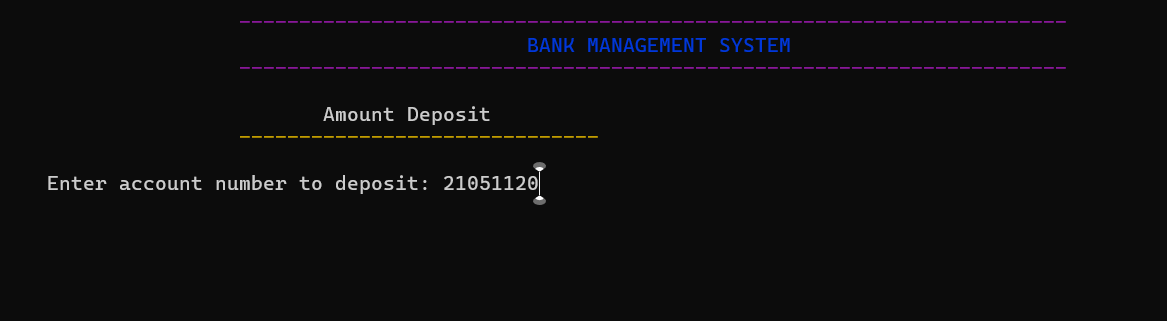 BANK MANAGEMENT SYSTEM
Amount Deposit
Enter account number to deposit: 21051120